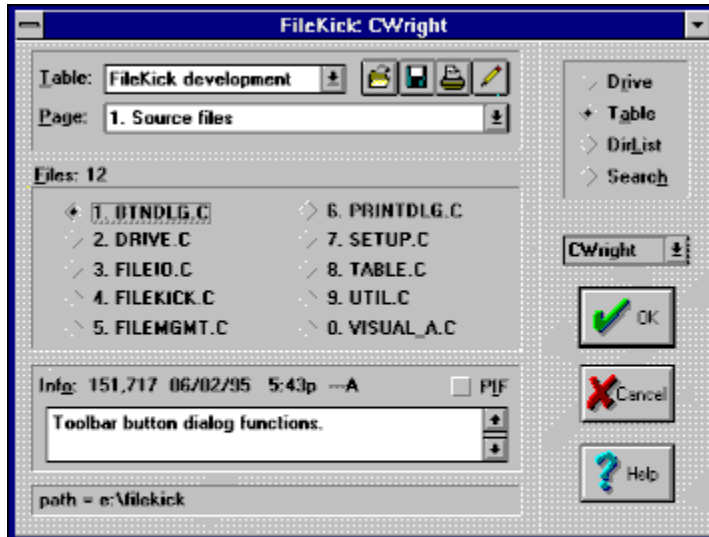 FileKick: CWright
Table: FileKick development
Page: 1. Source files
Files: 12
1. BTNDLG.C
2. DRIVE.C
3. FILEIO.C
4. FILEKICK.C
5. FILEMGMT.C
6. PRINTDLG.C
7. SETUP.C
8. TABLE.C
9. UTIL.C
0. VISUAL_A.C
Info: 151,717 06/02/95 5:43p ---A
PIF
Toolbar button dialog functions.
path = e:\filekick
Drive
Table
DirList
Search
CWright
OK
Cancel
Help